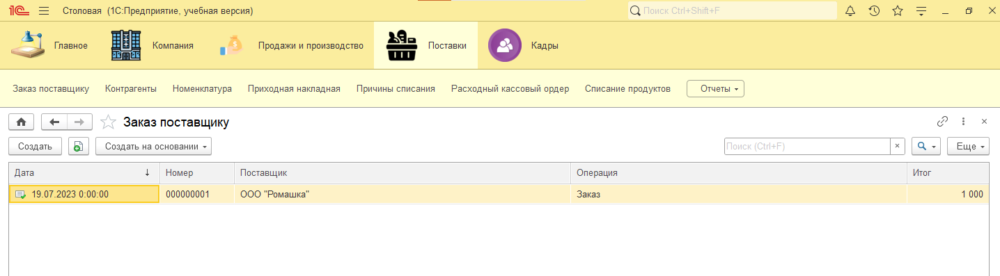 1С Столовая (1С:Предприятие, учебная версия) Поиск Ctrl+Shift+F
Главное Компания Продажи и производство Поставки Кадры
Заказ поставщику Контрагенты Номенклатура Приходная накладная Причины списания Расходный кассовый ордер Списание продуктов Отчеты
Заказ поставщику
Создать Создать на основании Поиск (Ctrl+F) × Еще
Дата ↓ Номер Поставщик Операция Итог
19.07.2023 0:00:00 000000001 ООО "Ромашка" Заказ 1 000